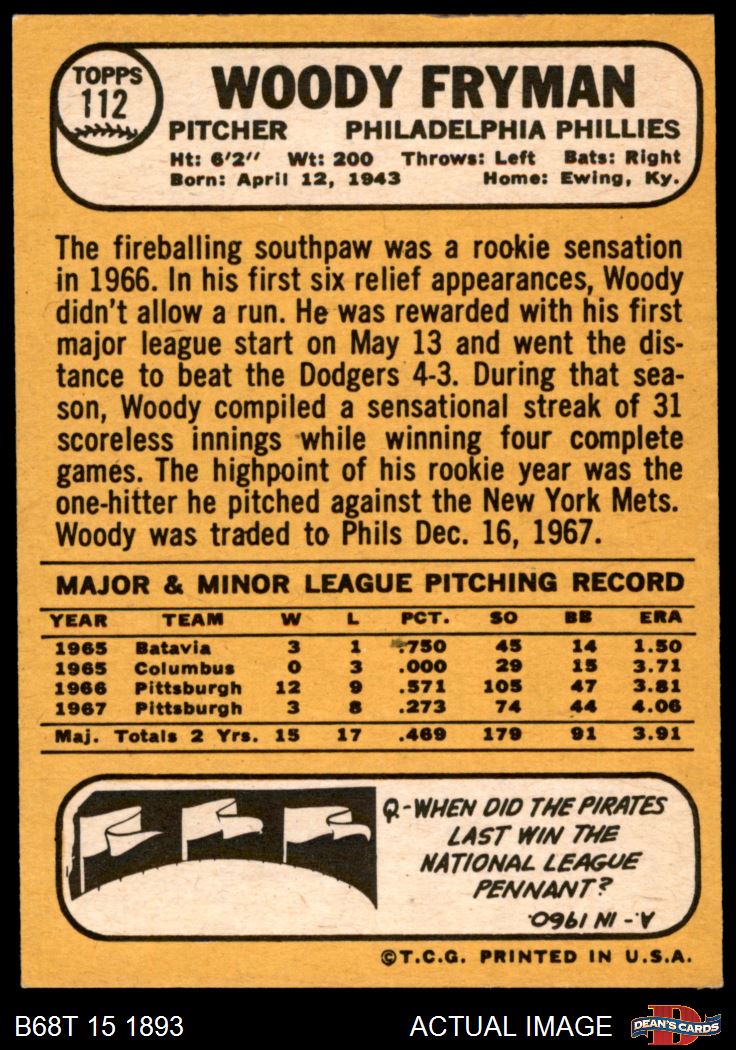 TOPPS
112
WOODY FRYMAN
PITCHER PHILADELPHIA PHILLIES
Ht: 6'2" Wt: 200 Throws: Left Bats: Right
Born: April 12, 1943 Home: Ewing, Ky.
The fireballing southpaw was a rookie sensation
in 1966. In his first six relief appearances, Woody
didn't allow a run. He was rewarded with his first
major league start on May 13 and went the dis-
tance to beat the Dodgers 4-3. During that sea-
son, Woody compiled a sensational streak of 31
scoreless innings while winning four complete
games. The highpoint of his rookie year was the
one-hitter he pitched against the New York Mets.
Woody was traded to Phils Dec. 16, 1967.
MAJOR & MINOR LEAGUE PITCHING RECORD
YEAR TEAM W L PCT. SO BB ERA
1965 Batavia 3 1 .750 45 14 1.50
1965 Columbus 0 3 .000 29 15 3.71
1966 Pittsburgh 12 9 .571 105 47 3.81
1967 Pittsburgh 3 8 .273 74 44 4.06
Maj. Totals 2 Yrs. 15 17 .469 179 91 3.91
Q-WHEN DID THE PIRATES
LAST WIN THE
NATIONAL LEAGUE
PENNANT?
A.- IN 1960.
©T.C.G. PRINTED IN U.S.A.
B68T 15 1893 ACTUAL IMAGE
DEAN'S CARDS